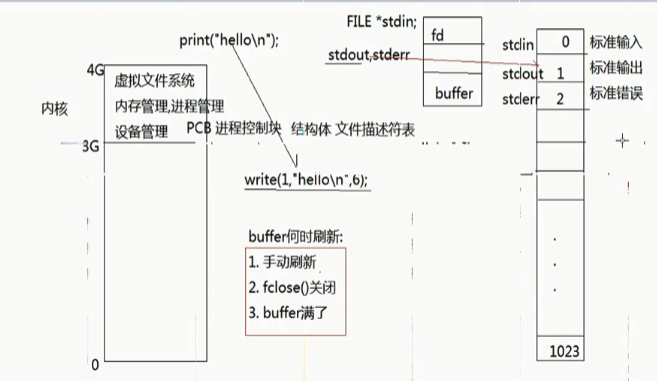 FILE *stdin;
print("hello\n");
stdout,stderr
fd
buffer
stdin 0 标准输入
stdout 1 标准输出
stderr 2 标准错误
4G
虚拟文件系统
内核
内存管理,进程管理
设备管理
PCB 进程控制块 结构体 文件描述符表
3G
write(1,"hello\n",6);
buffer何时刷新:
1. 手动刷新
2. fclose()关闭
3. buffer满了
.
.
.
1023
0